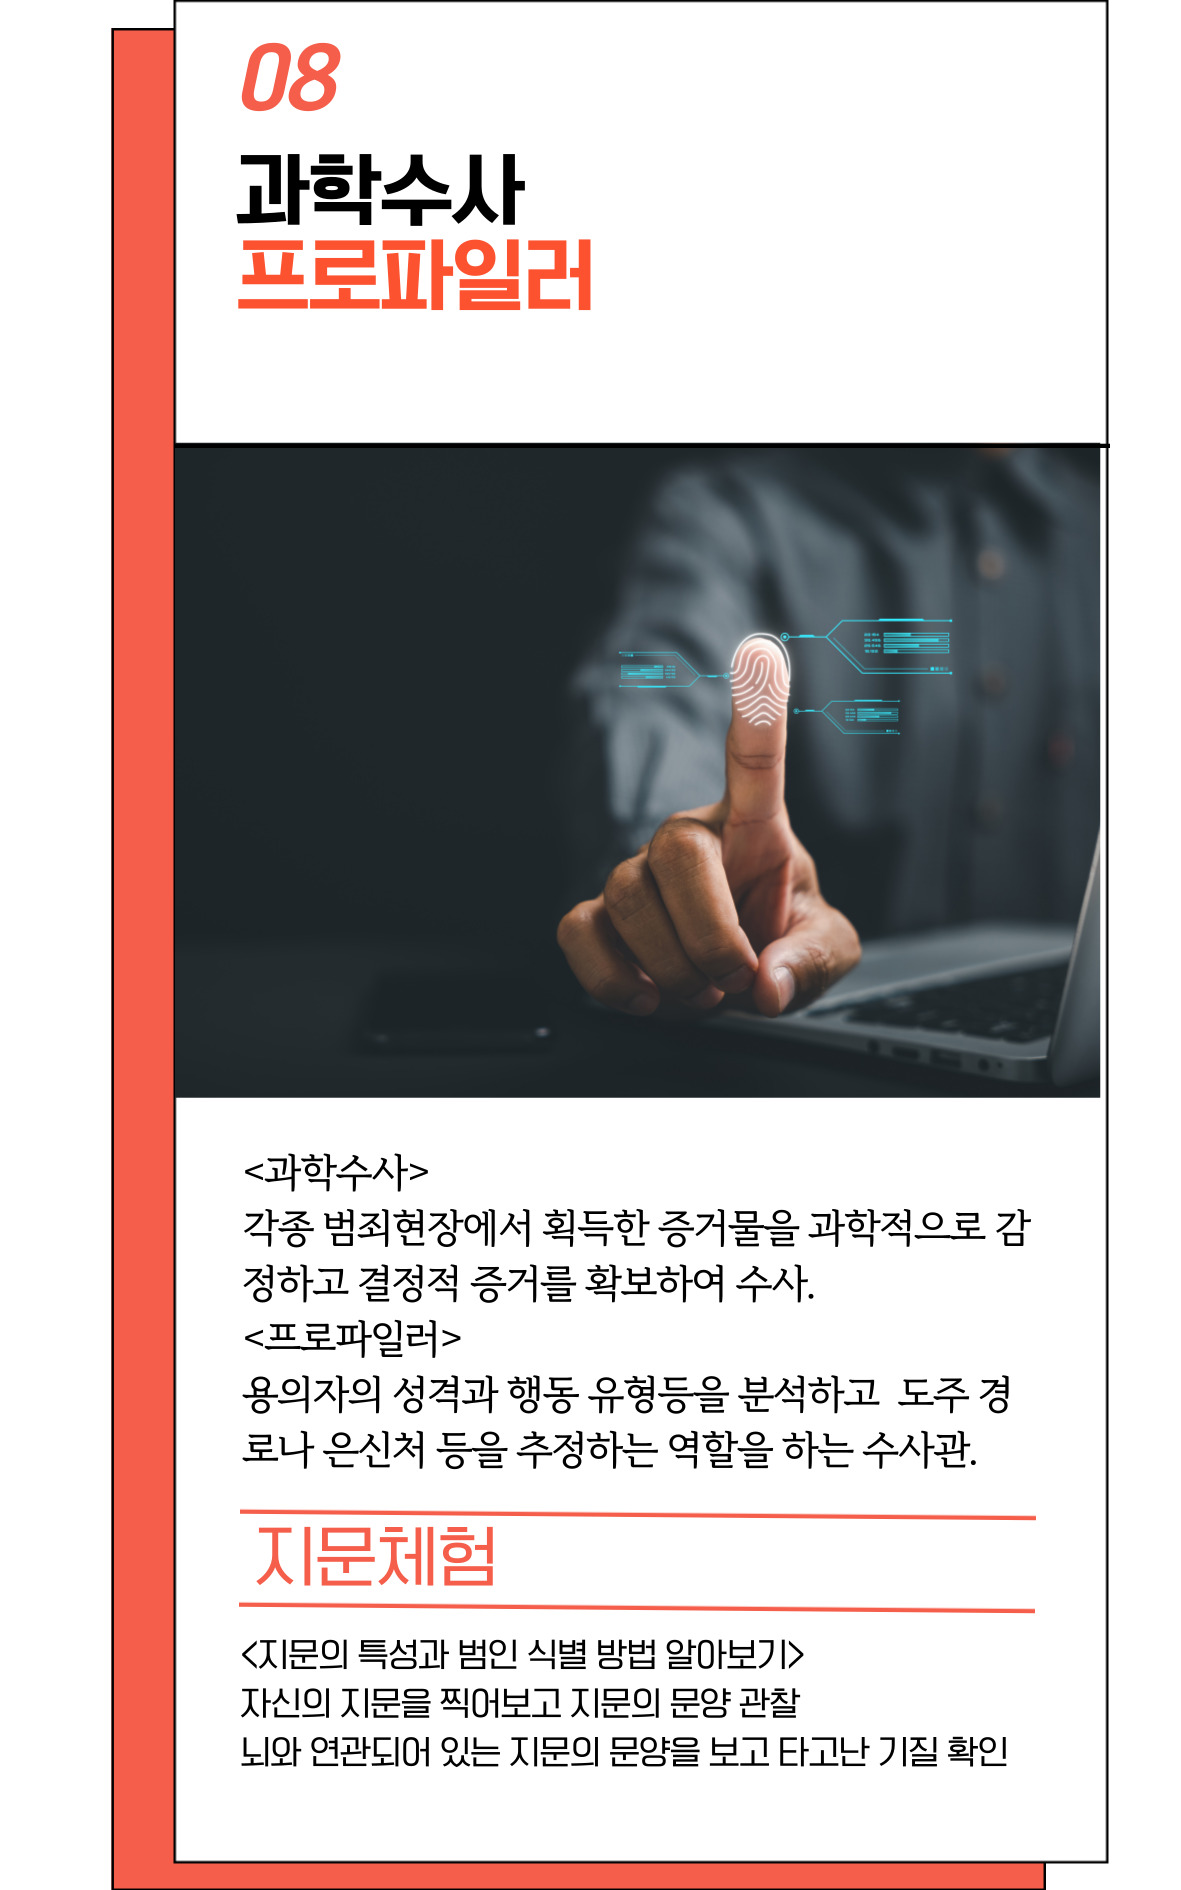 08
과학수사
프로파일러
<과학수사>
각종 범죄현장에서 획득한 증거물을 과학적으로 감
정하고 결정적 증거를 확보하여 수사.
<프로파일러>
용의자의 성격과 행동 유형등을 분석하고 도주 경
로나 은신처 등을 추정하는 역할을 하는 수사관.
지문체험
<지문의 특성과 범인 식별 방법 알아보기>
자신의 지문을 찍어보고 지문의 문양 관찰
뇌와 연관되어 있는 지문의 문양을 보고 타고난 기질 확인